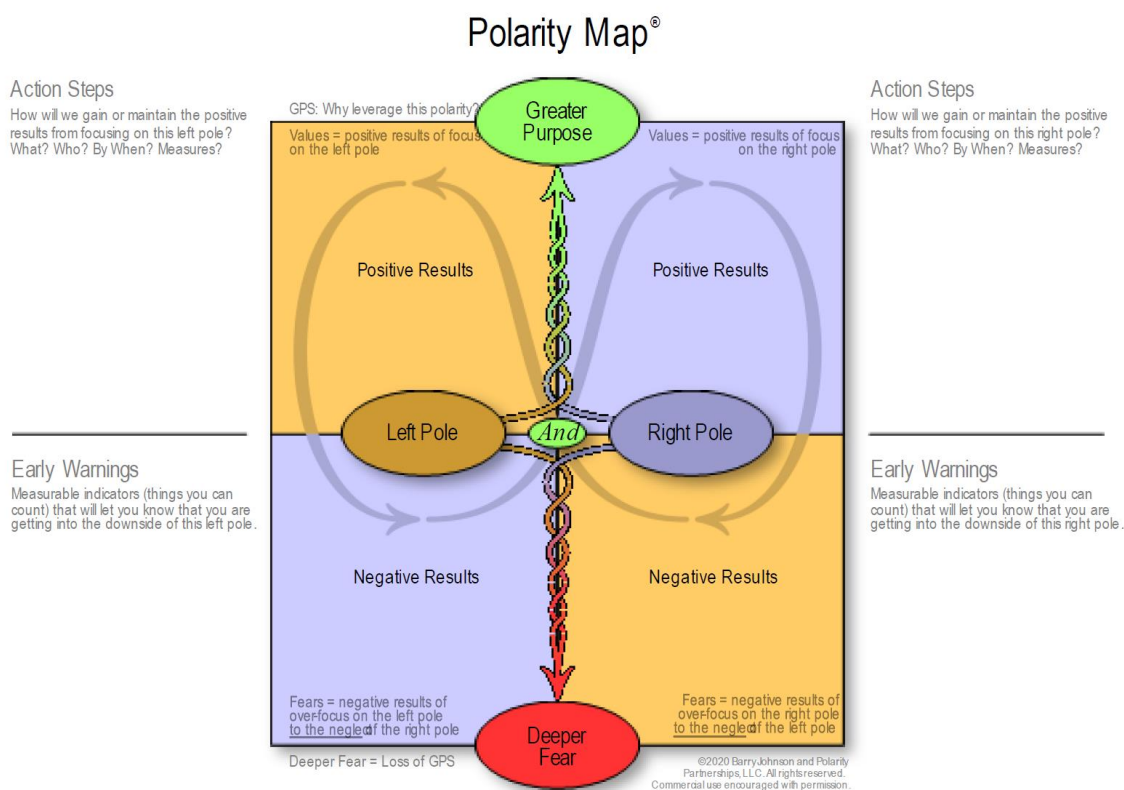 Polarity Map®
Action Steps
How will we gain or maintain the positive
results from focusing on this left pole?
What? Who? By When? Measures?
GPS: Why leverage this polarity?
Values = positive results of focus
on the left pole
Greater
Purpose
Values = positive results of focus
on the right pole
Action Steps
How will we gain or maintain the positive
results from focusing on this right pole?
What? Who? By When? Measures?
Positive Results
Positive Results
Left Pole
And
Right Pole
Early Warnings
Measurable indicators (things you can
count) that will let you know that you are
getting into the downside of this left pole.
Early Warnings
Measurable indicators (things you can
count) that will let you know that you are
getting into the downside of this right pole.
Negative Results
Negative Results
Fears = negative results of
over-focus on the left pole
to the neglect of the right pole
Fears = negative results of
over-focus on the right pole
to the neglect of the left pole
Deeper
Fear
Deeper Fear = Loss of GPS
©2020 Barry Johnson and Polarity
Partnerships, LLC. All rights reserved.
Commercial use encouraged with permission.